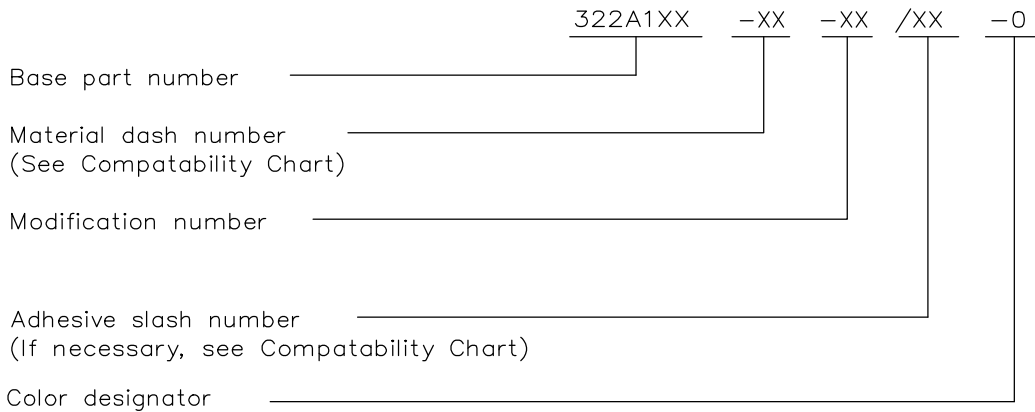 322A1XX -XX -XX /XX -0
Base part number
Material dash number
(See Compatability Chart)
Modification number
Adhesive slash number
(If necessary, see Compatability Chart)
Color designator